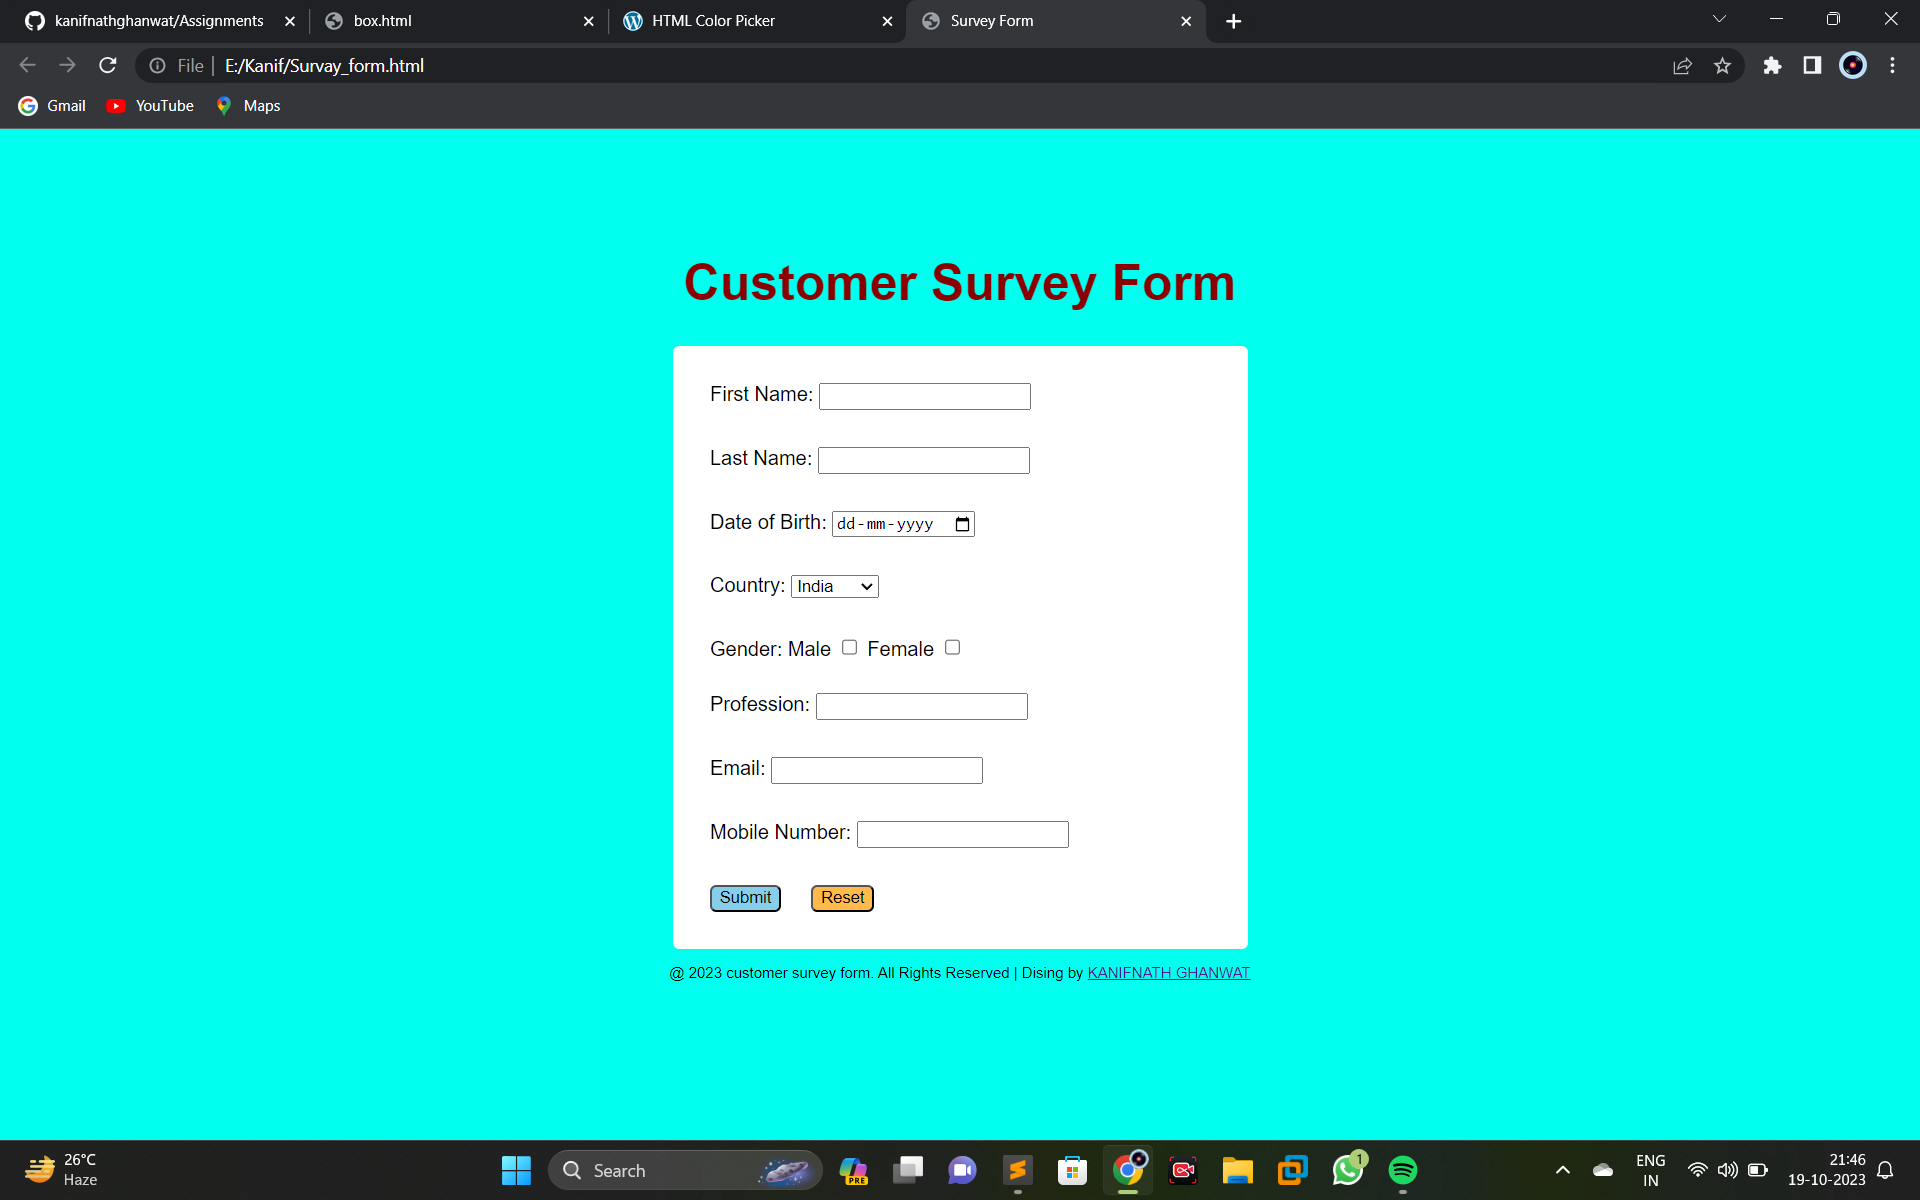 kanifnathghanwat/Assignments box.html HTML Color Picker Survey Form
File E:/Kanif/Survay_form.html
Gmail YouTube Maps
Customer Survey Form
First Name:
Last Name:
Date of Birth: dd-mm-yyyy
Country: India
Gender: Male Female
Profession:
Email:
Mobile Number:
Submit Reset
@ 2023 customer survey form. All Rights Reserved | Dising by KANIFNATH GHANWAT
26°C
Haze
Search
PRE
1
ENG
IN
21:46
19-10-2023